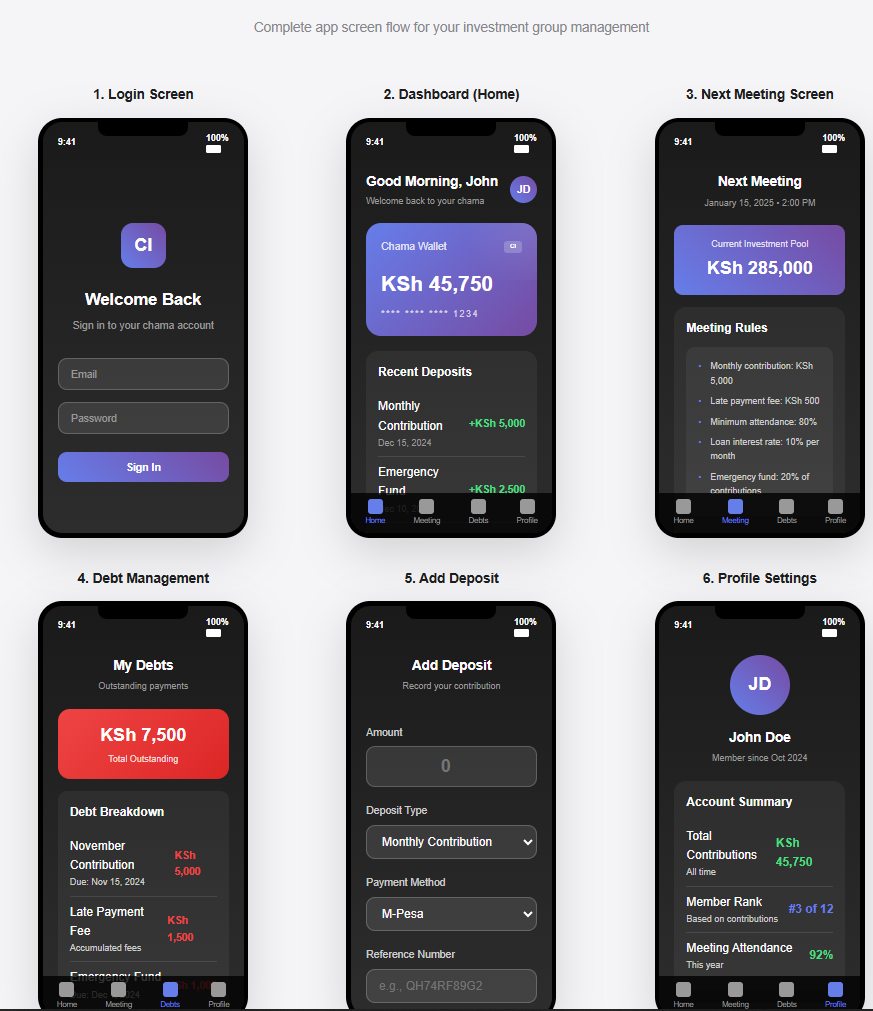 Complete app screen flow for your investment group management
1. Login Screen
9:41
100%
CI
Welcome Back
Sign in to your chama account
Email
Password
Sign In
2. Dashboard (Home)
9:41
100%
Good Morning, John
JD
Welcome back to your chama
Chama Wallet
CI
KSh 45,750
**** **** **** 1234
Recent Deposits
Monthly
Contribution
+KSh 5,000
Dec 15, 2024
Emergency
Fund
+KSh 2,500
Dec 10, 2024
Home
Meeting
Debts
Profile
3. Next Meeting Screen
9:41
100%
Next Meeting
January 15, 2025 • 2:00 PM
Current Investment Pool
KSh 285,000
Meeting Rules
• Monthly contribution: KSh
5,000
• Late payment fee: KSh 500
• Minimum attendance: 80%
• Loan interest rate: 10% per
month
• Emergency fund: 20% of
contributions
Home
Meeting
Debts
Profile
4. Debt Management
9:41
100%
My Debts
Outstanding payments
KSh 7,500
Total Outstanding
Debt Breakdown
November
Contribution
Due: Nov 15, 2024
KSh
5,000
Late Payment
Fee
Accumulated fees
KSh
1,500
Emergency Fund
KSh 1,000
Home
Meeting
Debts
Profile
5. Add Deposit
9:41
100%
Add Deposit
Record your contribution
Amount
0
Deposit Type
Monthly Contribution
Payment Method
M-Pesa
Reference Number
e.g., QH74RF89G2
6. Profile Settings
9:41
100%
JD
John Doe
Member since Oct 2024
Account Summary
Total
Contributions
All time
KSh
45,750
Member Rank
Based on contributions
#3 of 12
Meeting Attendance
This year
92%
Home
Meeting
Debts
Profile